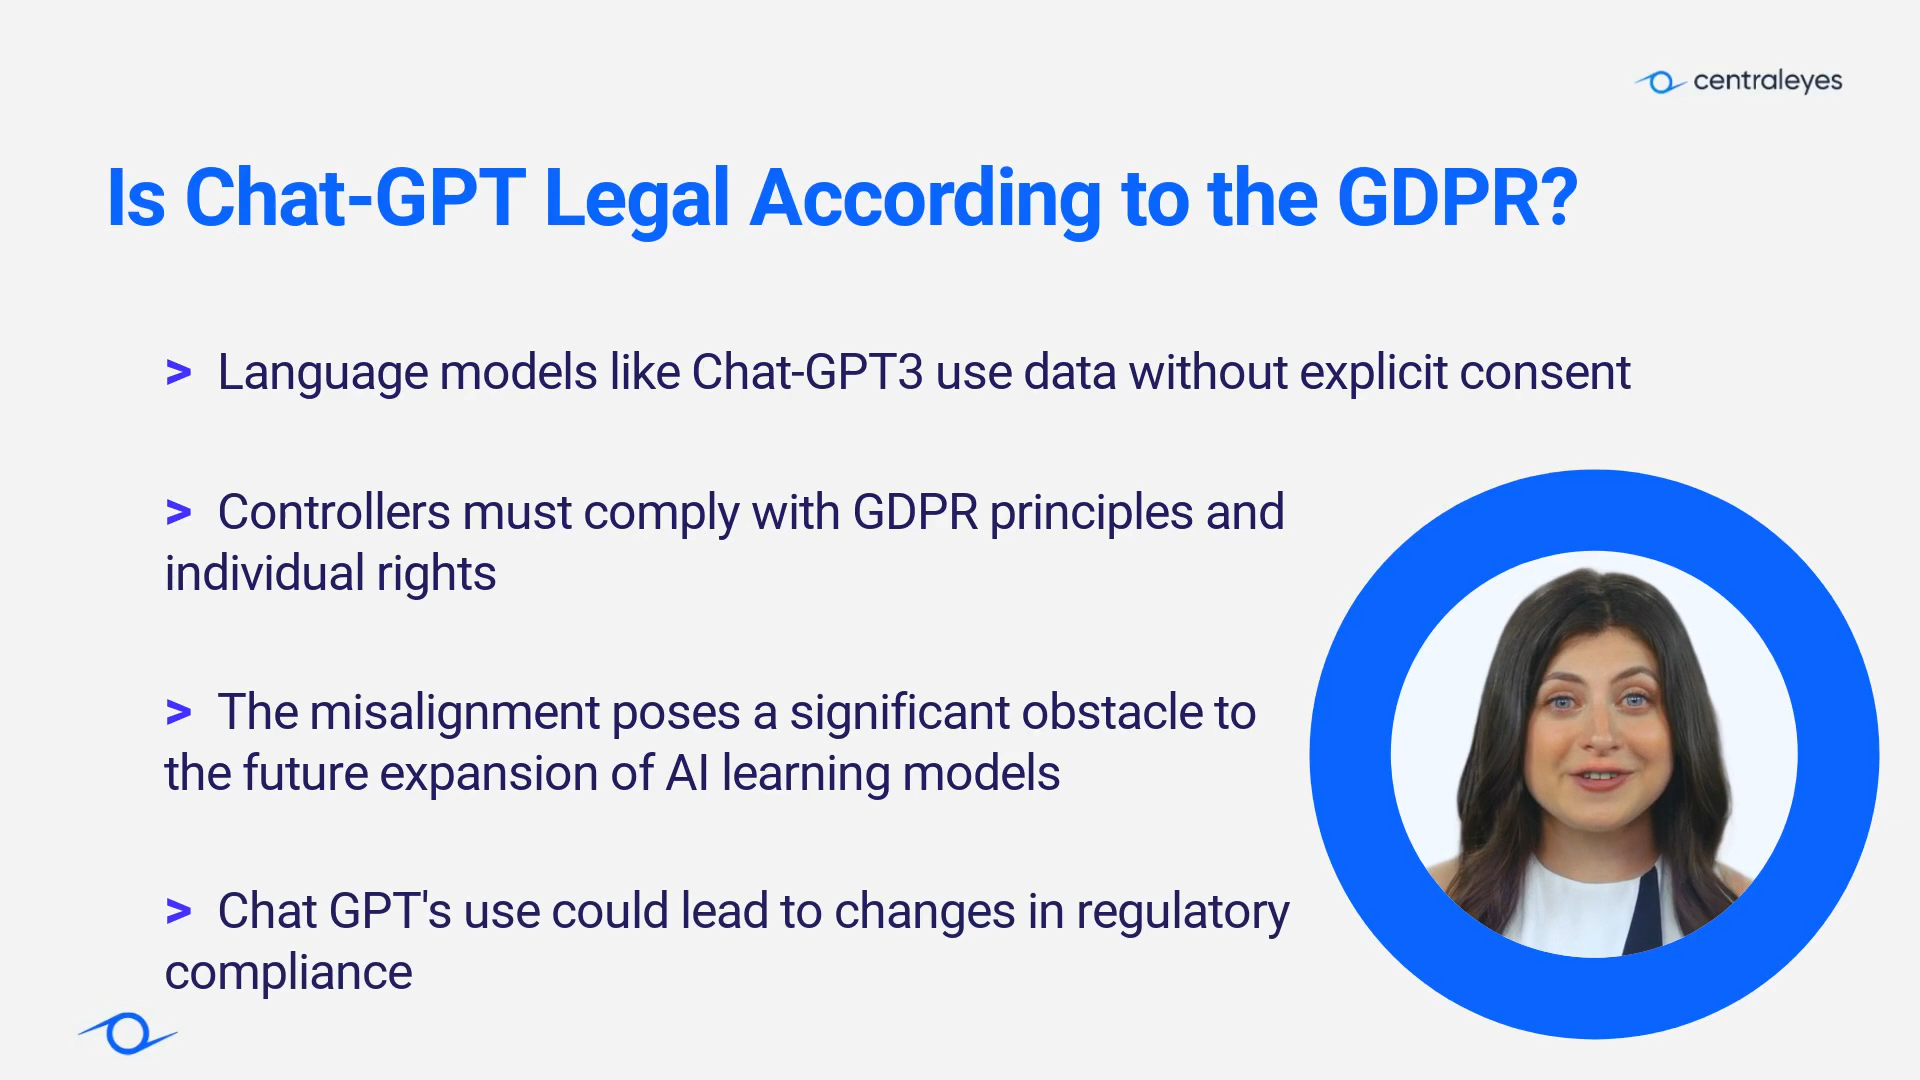 centraleyes
Is Chat-GPT Legal According to the GDPR?
> Language models like Chat-GPT3 use data without explicit consent
> Controllers must comply with GDPR principles and
individual rights
> The misalignment poses a significant obstacle to
the future expansion of AI learning models
> Chat GPT's use could lead to changes in regulatory
compliance